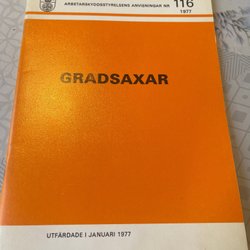 ARBETARSKYDDSSTYRELSENS ANVISNINGAR NR 116
1977
GRADSAXAR
UTFÄRDADE I JANUARI 1977